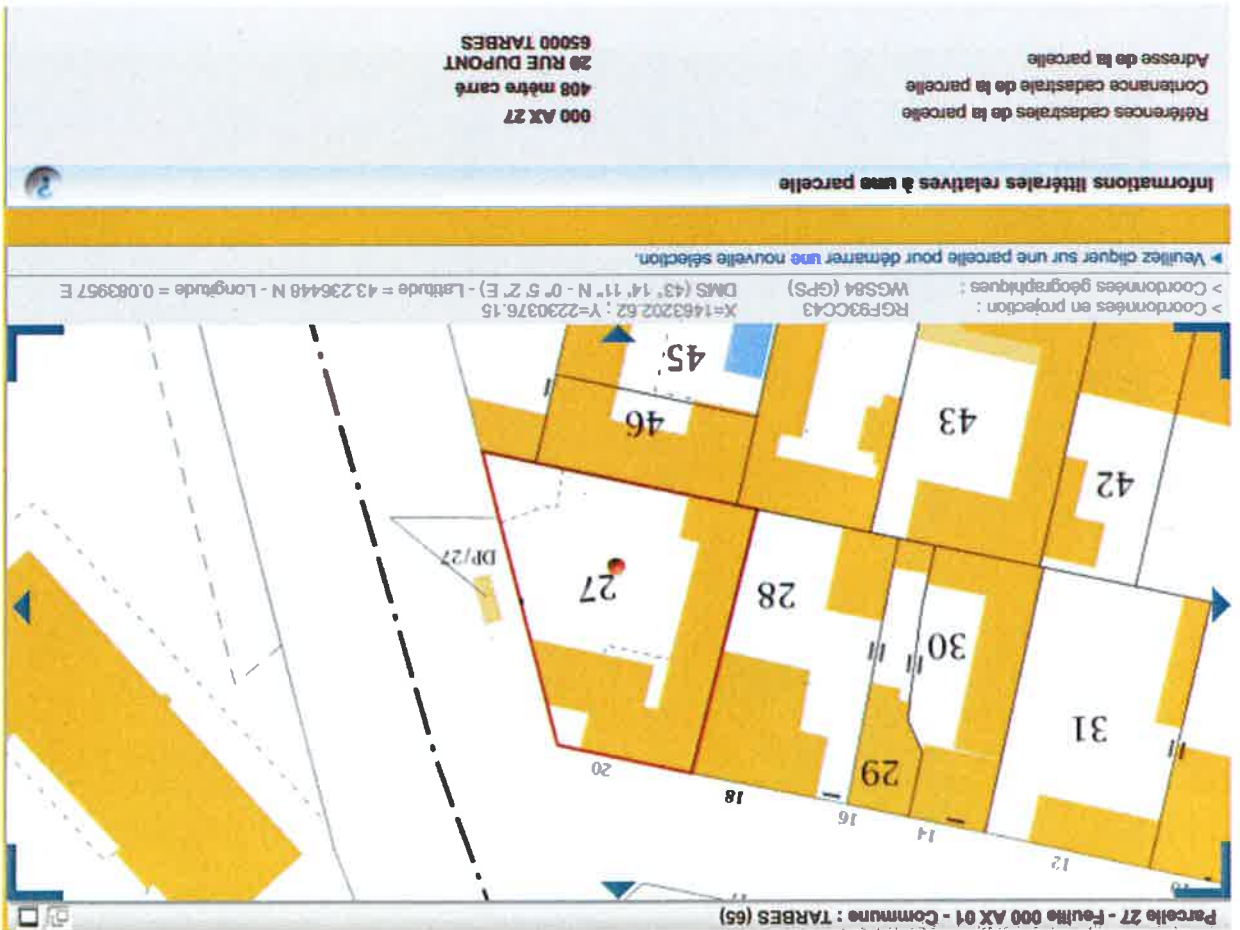 Parcelle 27 - Feuille 000 AX 01 - Commune : TARBES (65)
12
14
16
18
20
31
29
30
28
27
DP/27
42
43
46
45
> Coordonnées en projection : RGF93CC43 X=1463202.62 ; Y=2230376.15
> Coordonnées géographiques : WGS84 (GPS) DMS (43° 14' 11" N - 0° 5' 2" E) - Latitude = 43.236448 N - Longitude = 0.083957 E
Veuillez cliquer sur une parcelle pour démarrer une nouvelle sélection.
Informations littérales relatives à une parcelle
?
Références cadastrales de la parcelle 000 AX 27
Contenance cadastrale de la parcelle 408 mètre carré
Adresse de la parcelle 20 RUE DUPONT
65000 TARBES